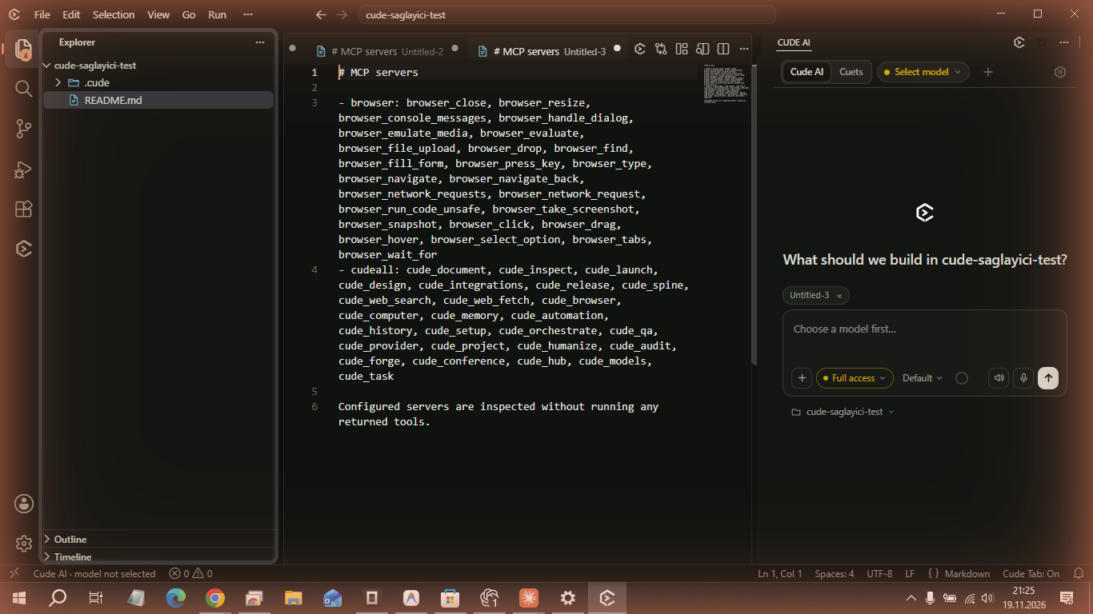 File Edit Selection View Go Run ···
cude-saglayici-test
Explorer
cude-saglayici-test
.cude
README.md
Outline
Timeline
4
# MCP servers Untitled-2
# MCP servers Untitled-3
1 # MCP servers
2
3 - browser: browser_close, browser_resize,
browser_console_messages, browser_handle_dialog,
browser_emulate_media, browser_evaluate,
browser_file_upload, browser_drop, browser_find,
browser_fill_form, browser_press_key, browser_type,
browser_navigate, browser_navigate_back,
browser_network_requests, browser_network_request,
browser_run_code_unsafe, browser_take_screenshot,
browser_snapshot, browser_click, browser_drag,
browser_hover, browser_select_option, browser_tabs,
browser_wait_for
4 - cudeall: cude_document, cude_inspect, cude_launch,
cude_design, cude_integrations, cude_release, cude_spine,
cude_web_search, cude_web_fetch, cude_browser,
cude_computer, cude_memory, cude_automation,
cude_history, cude_setup, cude_orchestrate, cude_qa,
cude_provider, cude_project, cude_humanize, cude_audit,
cude_forge, cude_conference, cude_hub, cude_models,
cude_task
5
6 Configured servers are inspected without running any
returned tools.
CUDE AI
Cude AI Cuets Select model
What should we build in cude-saglayici-test?
Untitled-3 ×
Choose a model first...
Full access Default
cude-saglayici-test
Cude AI · model not selected 0 0
Ln 1, Col 1 Spaces: 4 UTF-8 LF { } Markdown Cude Tab: On
21:25
19.11.2026